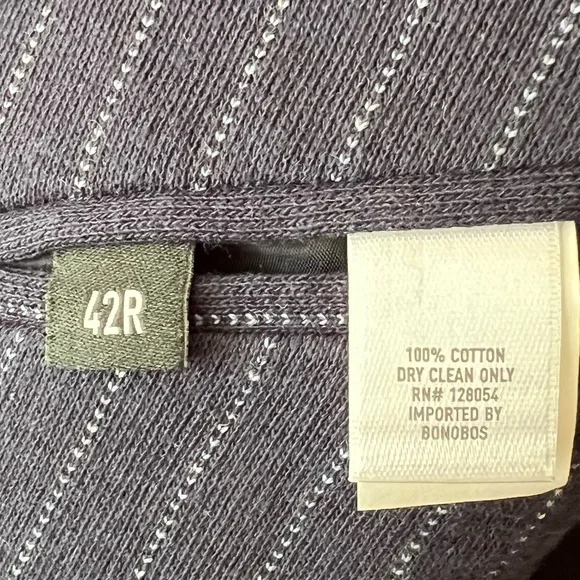 42R
100% COTTON
DRY CLEAN ONLY
RN# 128054
IMPORTED BY
BONOBOS